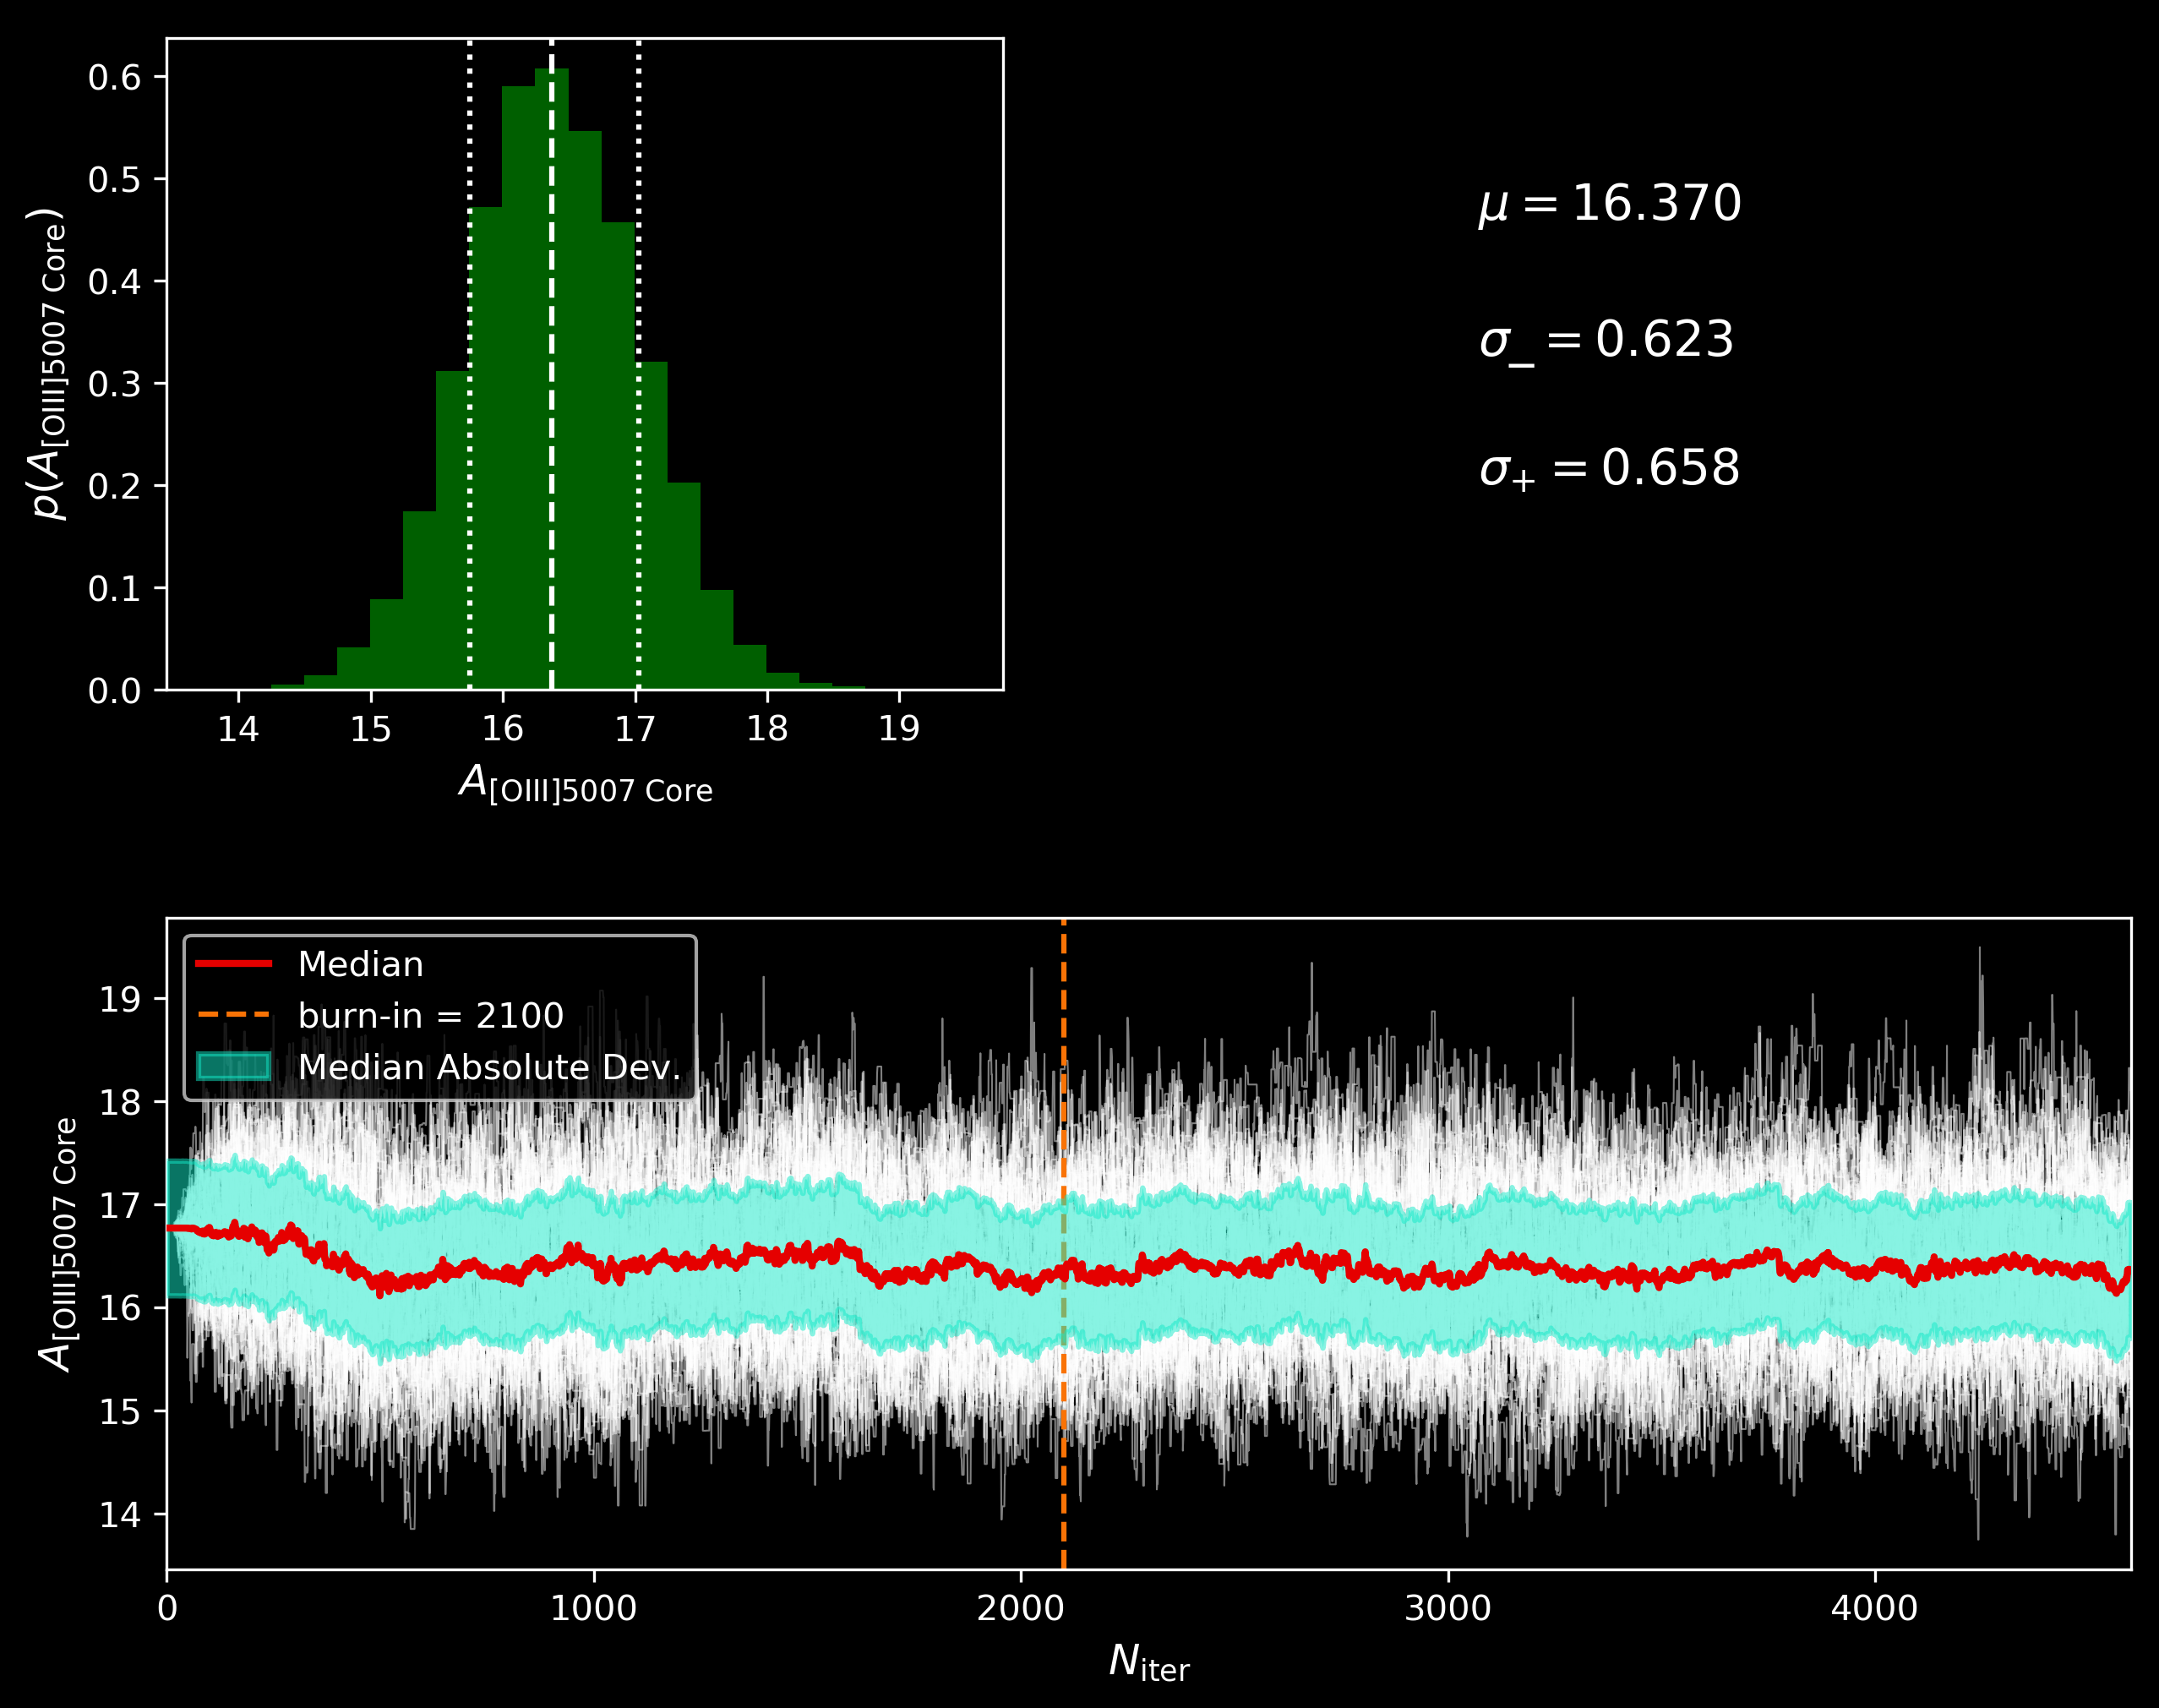 0.6
0.5
0.4
0.3
0.2
0.1
0.0
p(A[OIII]5007 Core)
14 15 16 17 18 19
A[OIII]5007 Core
μ = 16.370
σ− = 0.623
σ+ = 0.658
Median
burn-in = 2100
Median Absolute Dev.
19
18
17
16
15
14
A[OIII]5007 Core
0 1000 2000 3000 4000
Niter